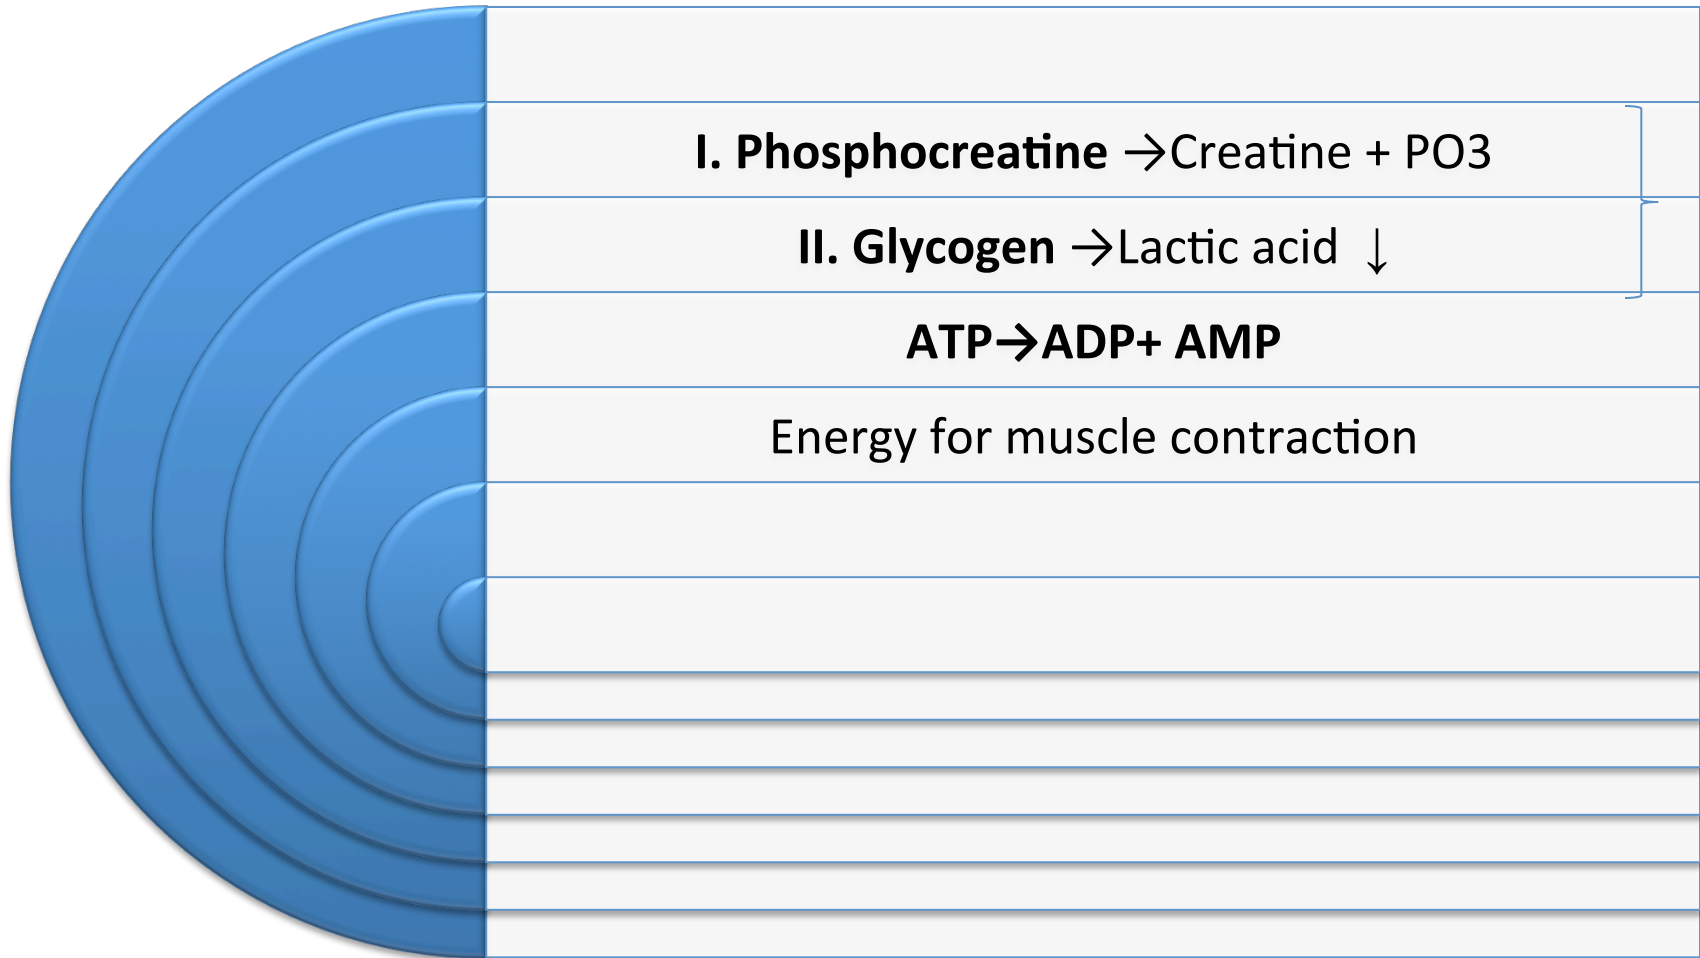 I. Phosphocreatine →Creatine + PO3
II. Glycogen →Lactic acid ↓
ATP→ADP+ AMP
Energy for muscle contraction